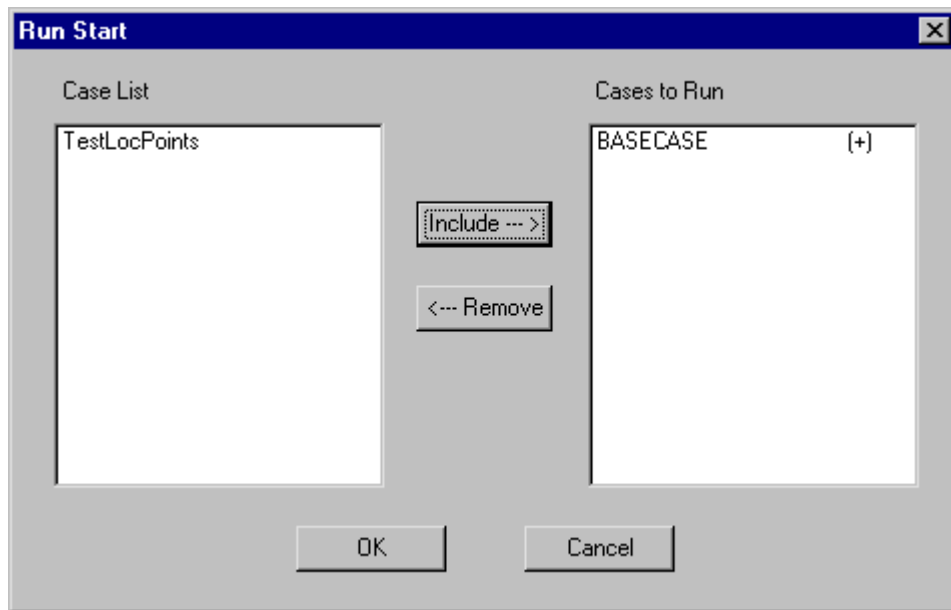 Run Start
Case List
Cases to Run
TestLocPoints
BASECASE (+)
Include --- >
<--- Remove
OK
Cancel